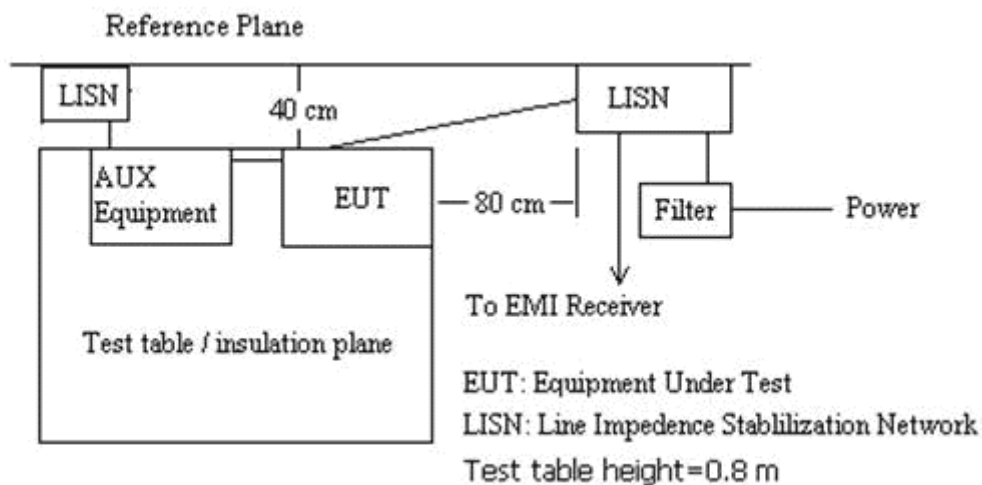 Reference Plane
LISN
40 cm
LISN
AUX
Equipment
EUT
80 cm
Filter
Power
To EMI Receiver
Test table / insulation plane
EUT: Equipment Under Test
LISN: Line Impedence Stablilization Network
Test table height=0.8 m